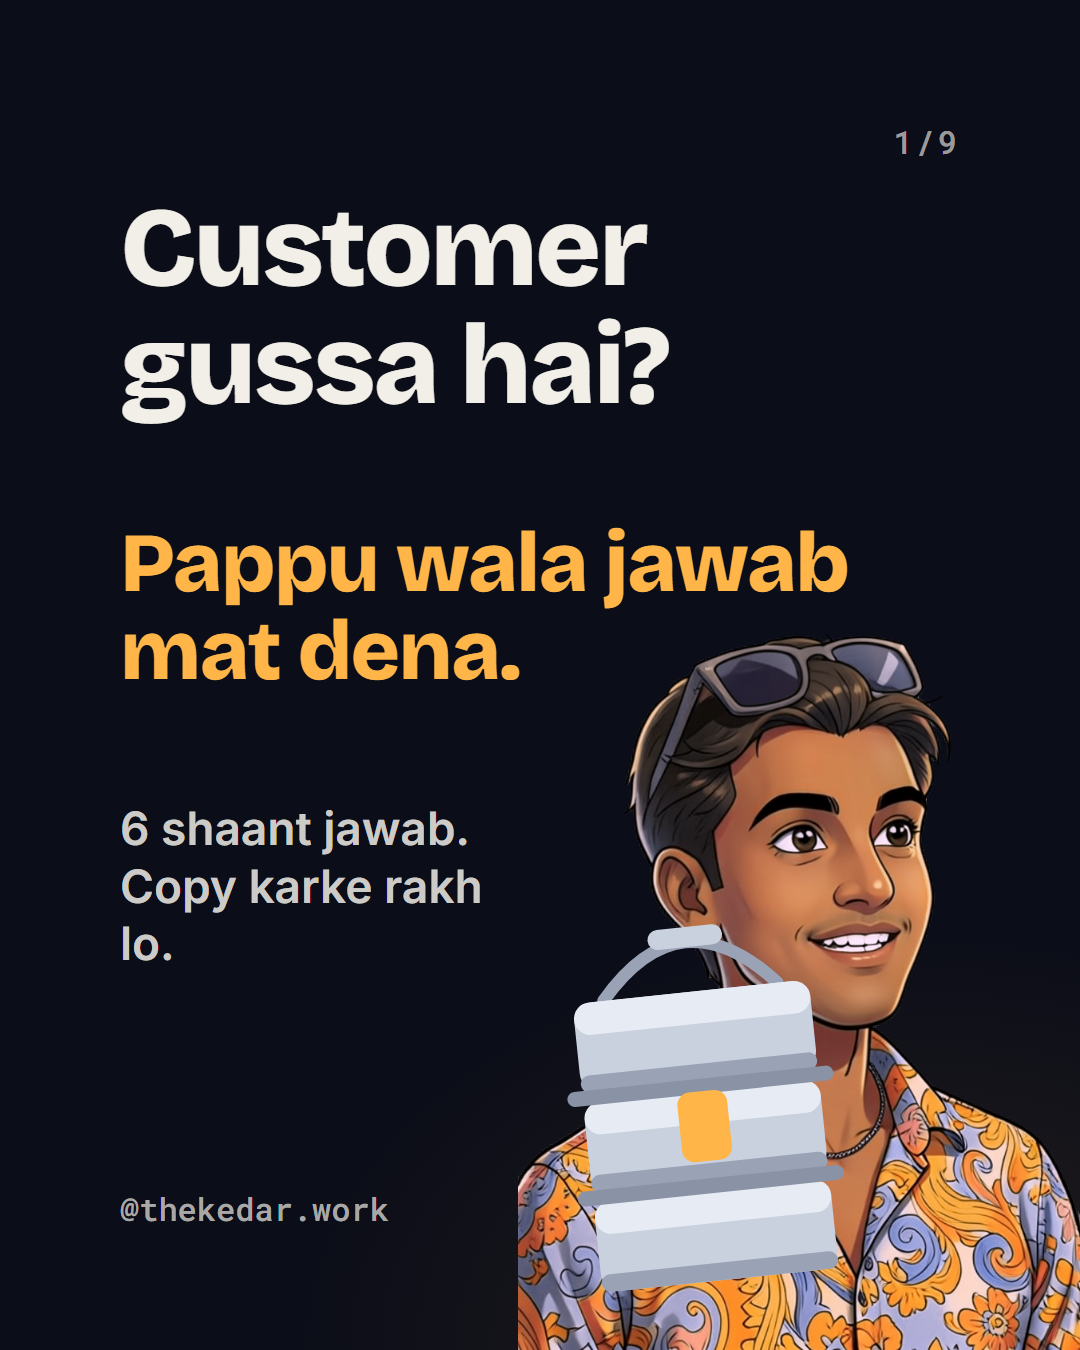 1/9
Customer
gussa hai?
Pappu wala jawab
mat dena.
6 shaant jawab.
Copy karke rakh
lo.
@thekedar.work